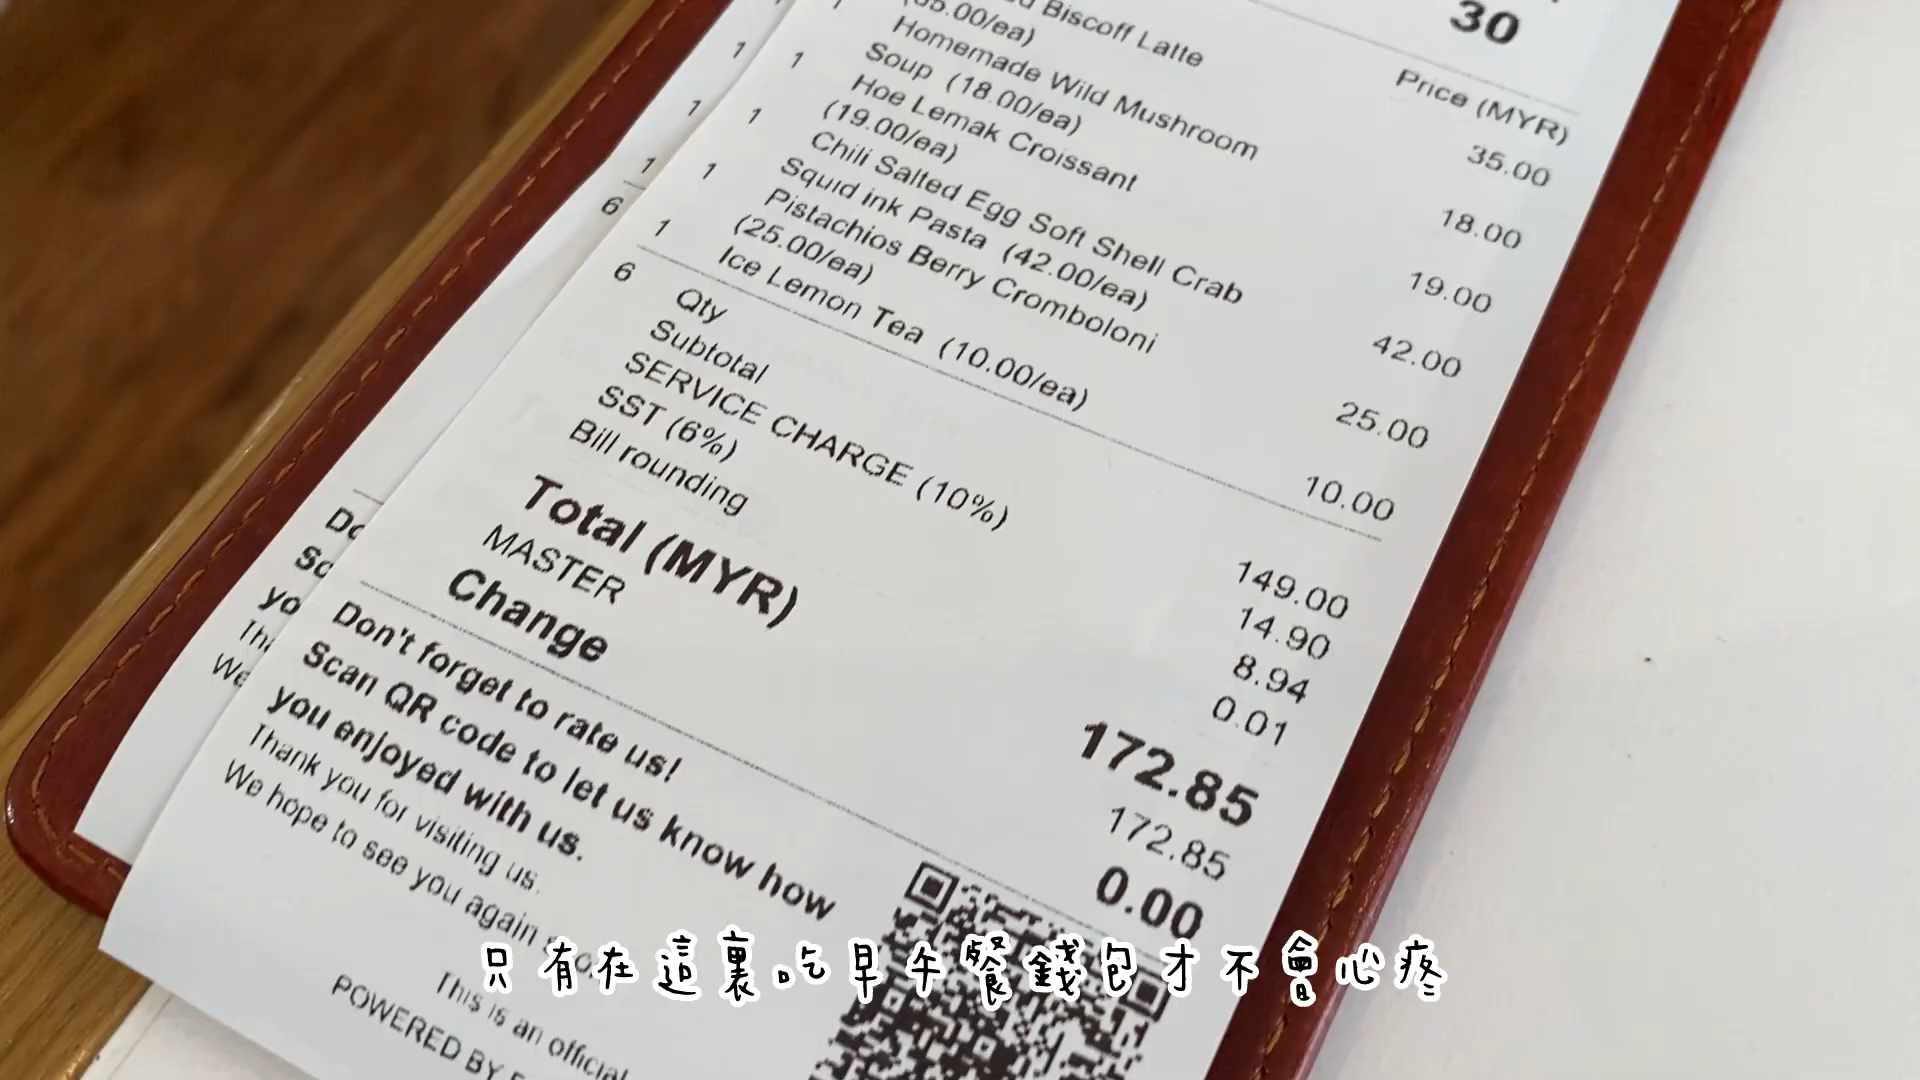 30
Price (MYR)
Biscoff Latte
35.00
1 Homemade Wild Mushroom
Soup (18.00/ea) 18.00
1 Hoe Lemak Croissant
(19.00/ea) 19.00
1 Chili Salted Egg Soft Shell Crab
Squid ink Pasta (42.00/ea) 42.00
1 Pistachios Berry Cromboloni
(25.00/ea) 25.00
1 Ice Lemon Tea (10.00/ea) 10.00
6 Qty
Subtotal 149.00
SERVICE CHARGE (10%) 14.90
SST (6%) 8.94
Bill rounding 0.01
Total (MYR) 172.85
MASTER 172.85
Change 0.00
Don't forget to rate us!
Scan QR code to let us know how
you enjoyed with us.
Thank you for visiting us.
We hope to see you again
This is an official
POWERED BY
1
1
1
6
We
只有在這裏吃早午餐錢包才不會心疼